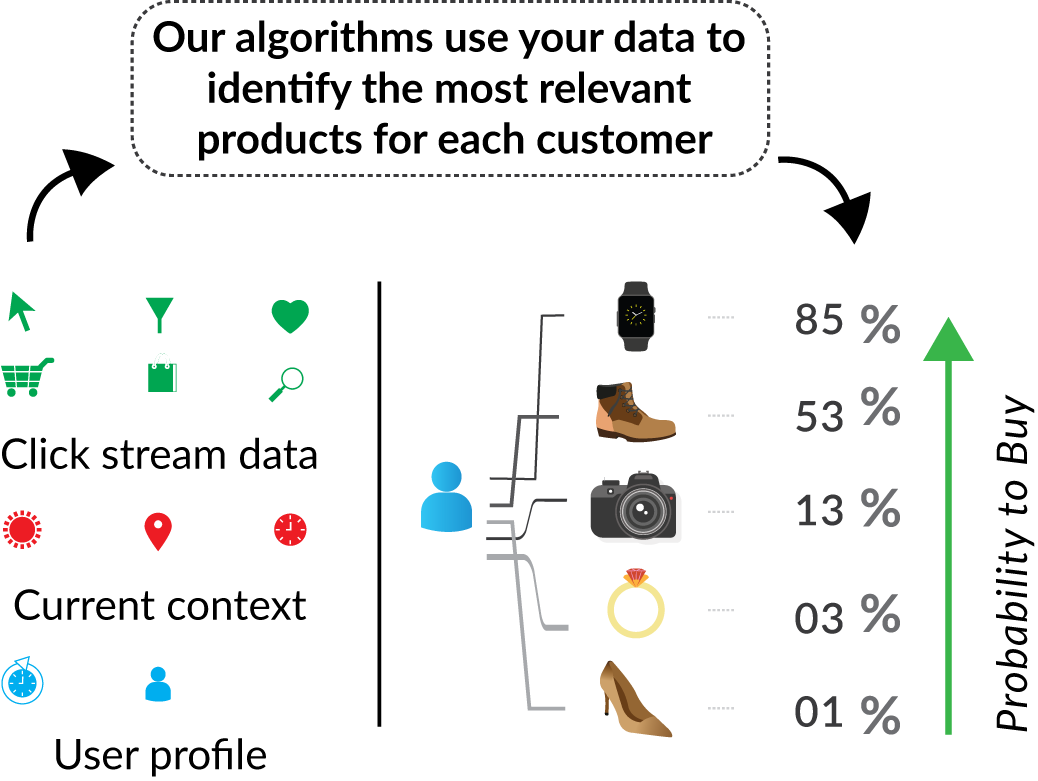 Our algorithms use your data to
identify the most relevant
products for each customer
Click stream data
Current context
User profile
85 %
53 %
13 %
03 %
01 %
Probability to Buy